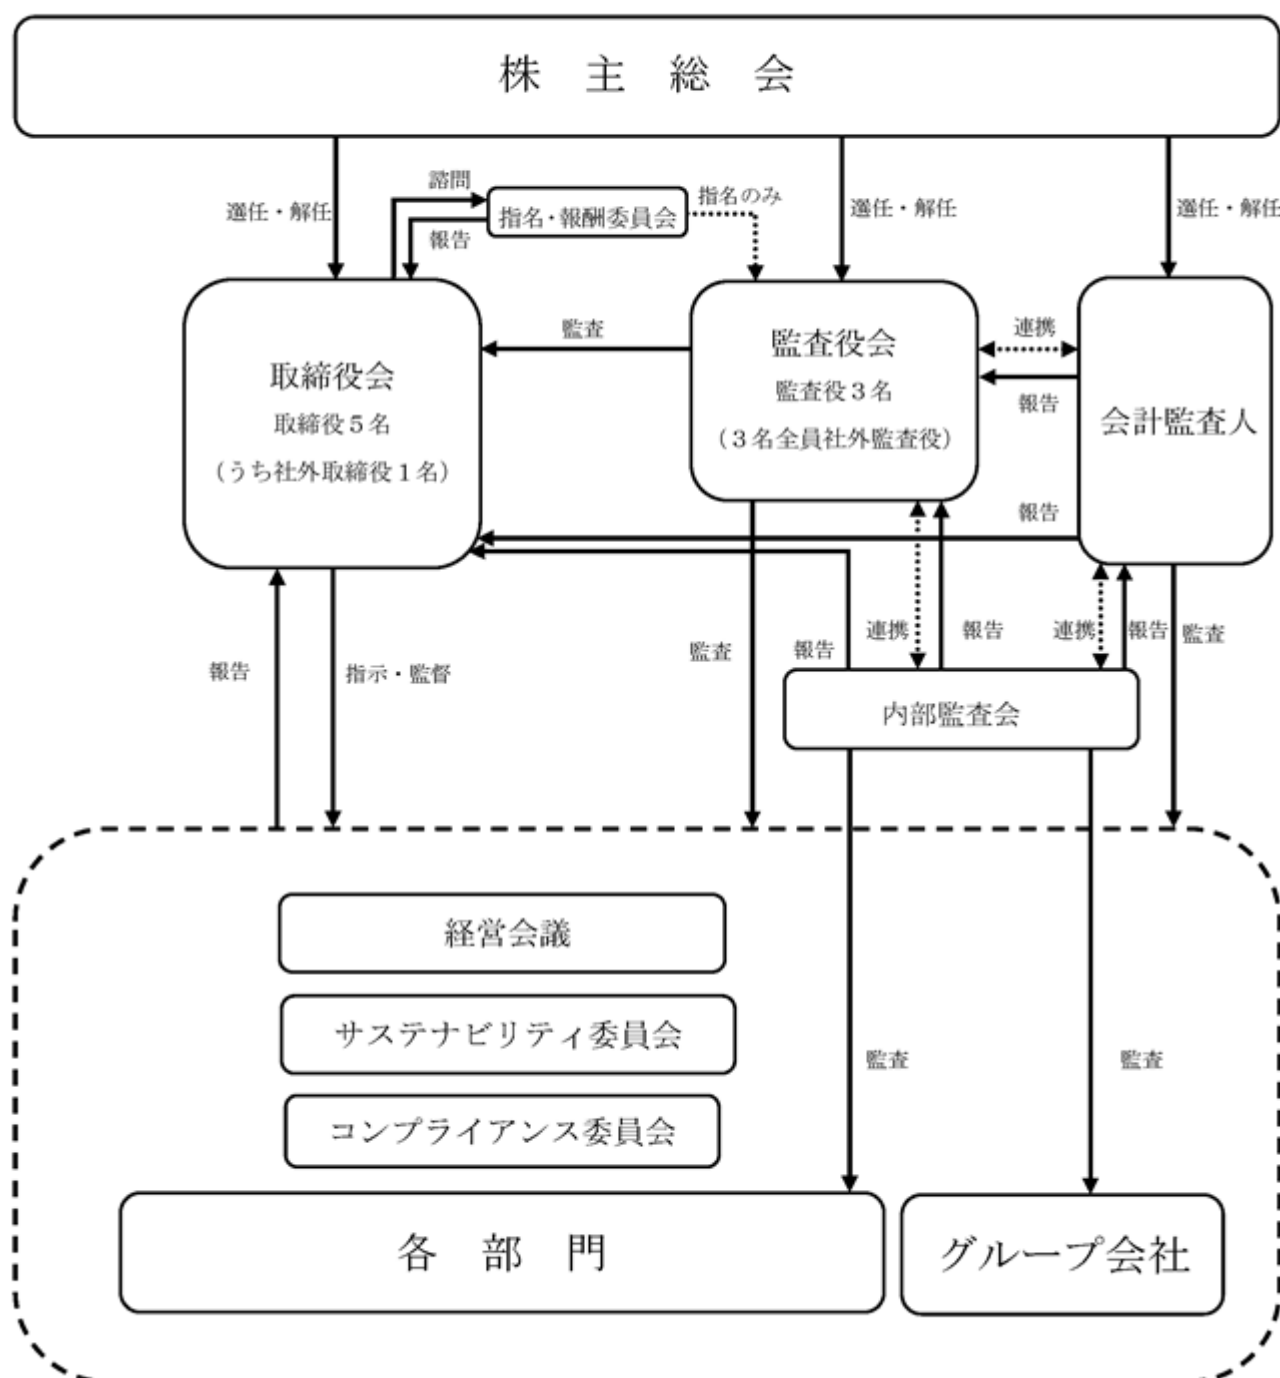 株　主　総　会
選任・解任
諮問
報告
指名・報酬委員会
指名のみ
選任・解任
選任・解任
取締役会
取締役５名
（うち社外取締役１名）
監査
監査役会
監査役３名
（３名全員社外監査役）
連携
報告
会計監査人
報告
報告
指示・監督
監査
報告
連携
報告
連携
報告
監査
内部監査会
経営会議
サステナビリティ委員会
コンプライアンス委員会
監査
監査
各　部　門
グループ会社